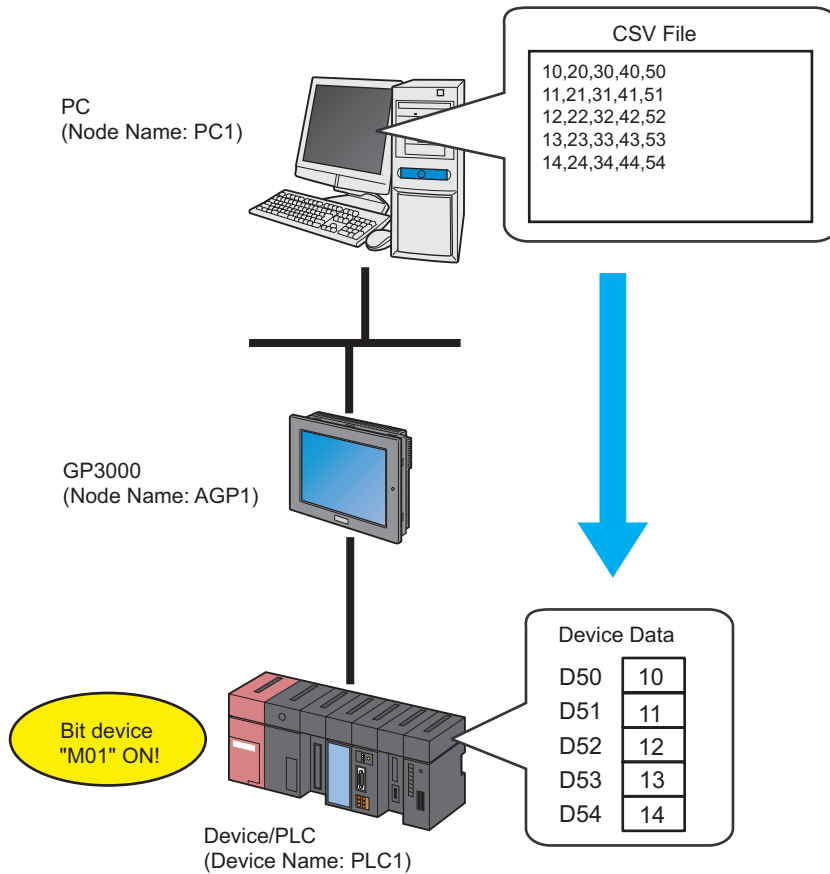 CSV File
10,20,30,40,50
11,21,31,41,51
12,22,32,42,52
13,23,33,43,53
14,24,34,44,54
PC
(Node Name: PC1)
GP3000
(Node Name: AGP1)
Bit device
"M01" ON!
Device/PLC
(Device Name: PLC1)
Device Data
D50 10
D51 11
D52 12
D53 13
D54 14